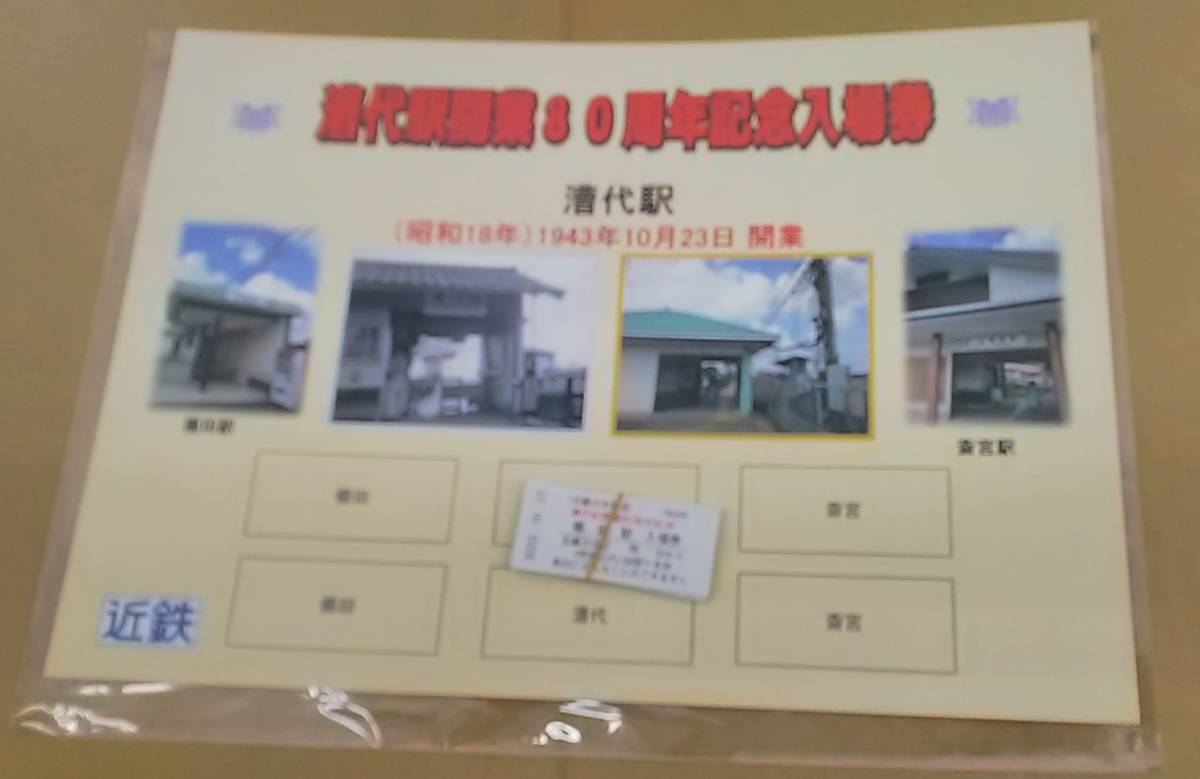 漕代駅開業80周年記念入場券
漕代駅
(昭和18年)1943年10月23日 開業
櫛田駅
斎宮駅
櫛田
斎宮
櫛田
漕代
斎宮
近鉄